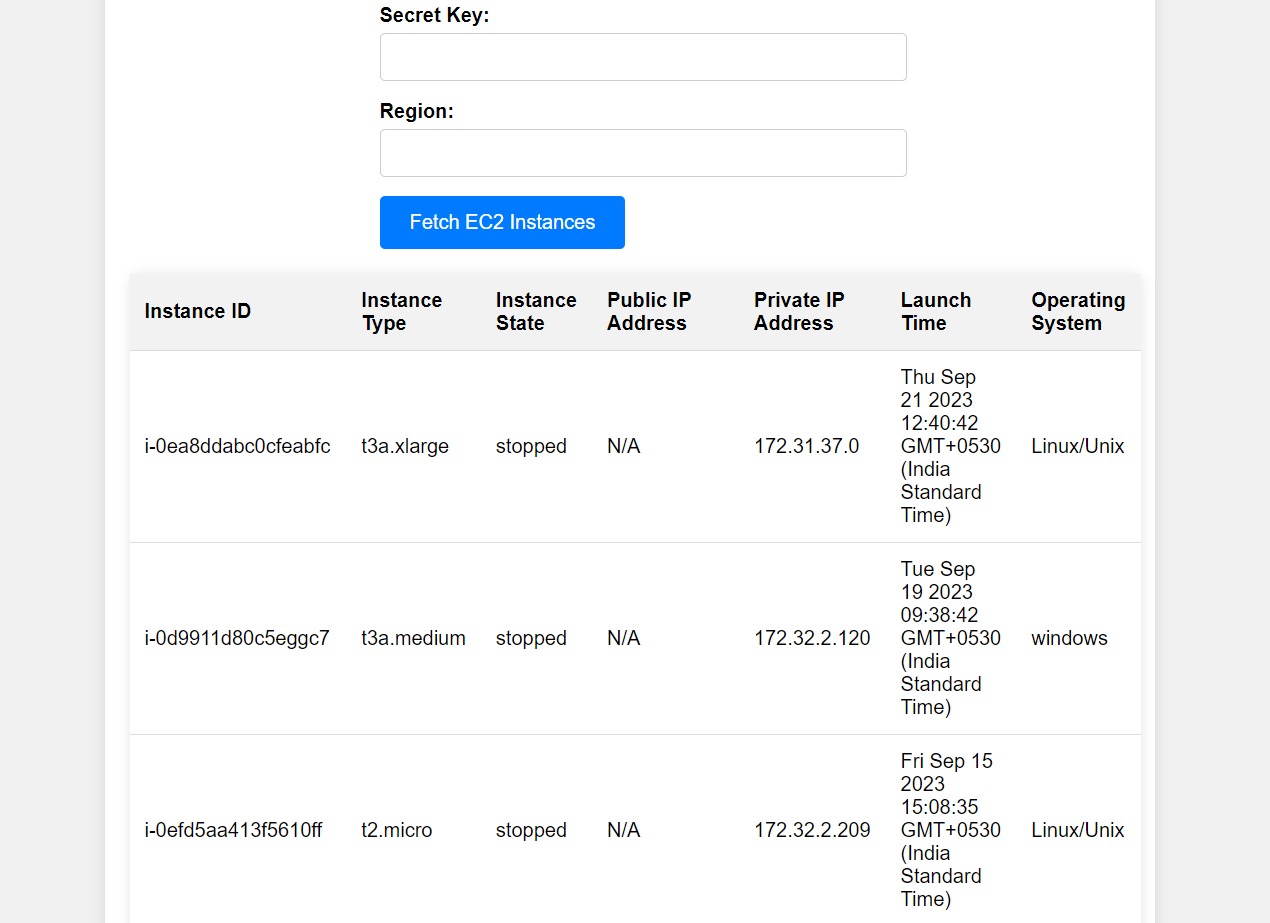 Secret Key:
Region:
Fetch EC2 Instances
Instance ID
Instance
Type
Instance
State
Public IP
Address
Private IP
Address
Launch
Time
Operating
System
i-0ea8ddabc0cfeabfc
t3a.xlarge
stopped
N/A
172.31.37.0
Thu Sep
21 2023
12:40:42
GMT+0530
(India
Standard
Time)
Linux/Unix
i-0d9911d80c5eggc7
t3a.medium
stopped
N/A
172.32.2.120
Tue Sep
19 2023
09:38:42
GMT+0530
(India
Standard
Time)
windows
i-0efd5aa413f5610ff
t2.micro
stopped
N/A
172.32.2.209
Fri Sep 15
2023
15:08:35
GMT+0530
(India
Standard
Time)
Linux/Unix